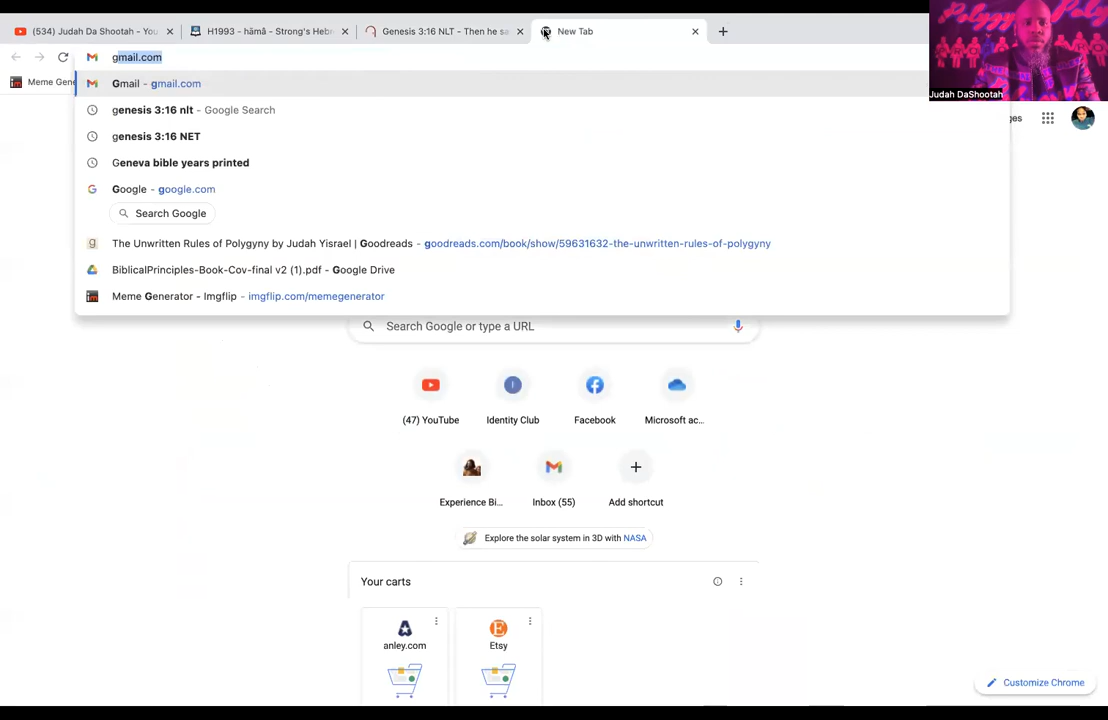 (534) Judah Da Shootah - You
H1993 - hāmâ - Strong's Heb
Genesis 3:16 NLT - Then he sa
New Tab
gmail.com
Meme Gene
Gmail - gmail.com
genesis 3:16 nlt - Google Search
genesis 3:16 NET
Geneva bible years printed
Google - google.com
Search Google
The Unwritten Rules of Polygyny by Judah Yisrael | Goodreads - goodreads.com/book/show/59631632-the-unwritten-rules-of-polygyny
BiblicalPrinciples-Book-Cov-final v2 (1).pdf - Google Drive
Meme Generator - Imgflip - imgflip.com/memegenerator
Judah DaShootah
ges
Search Google or type a URL
(47) YouTube
Identity Club
Facebook
Microsoft ac...
Experience Bi...
Inbox (55)
Add shortcut
Explore the solar system in 3D with NASA
Your carts
anley.com
Etsy
Customize Chrome